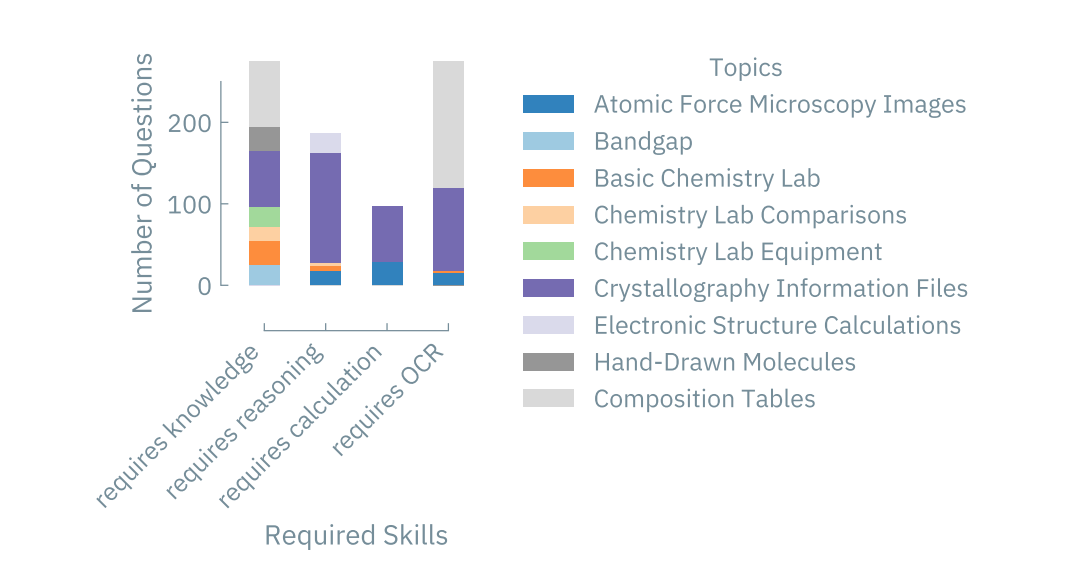 Number of Questions
200
100
0
requires knowledge
requires reasoning
requires calculation
requires OCR
Required Skills
Topics
Atomic Force Microscopy Images
Bandgap
Basic Chemistry Lab
Chemistry Lab Comparisons
Chemistry Lab Equipment
Crystallography Information Files
Electronic Structure Calculations
Hand-Drawn Molecules
Composition Tables